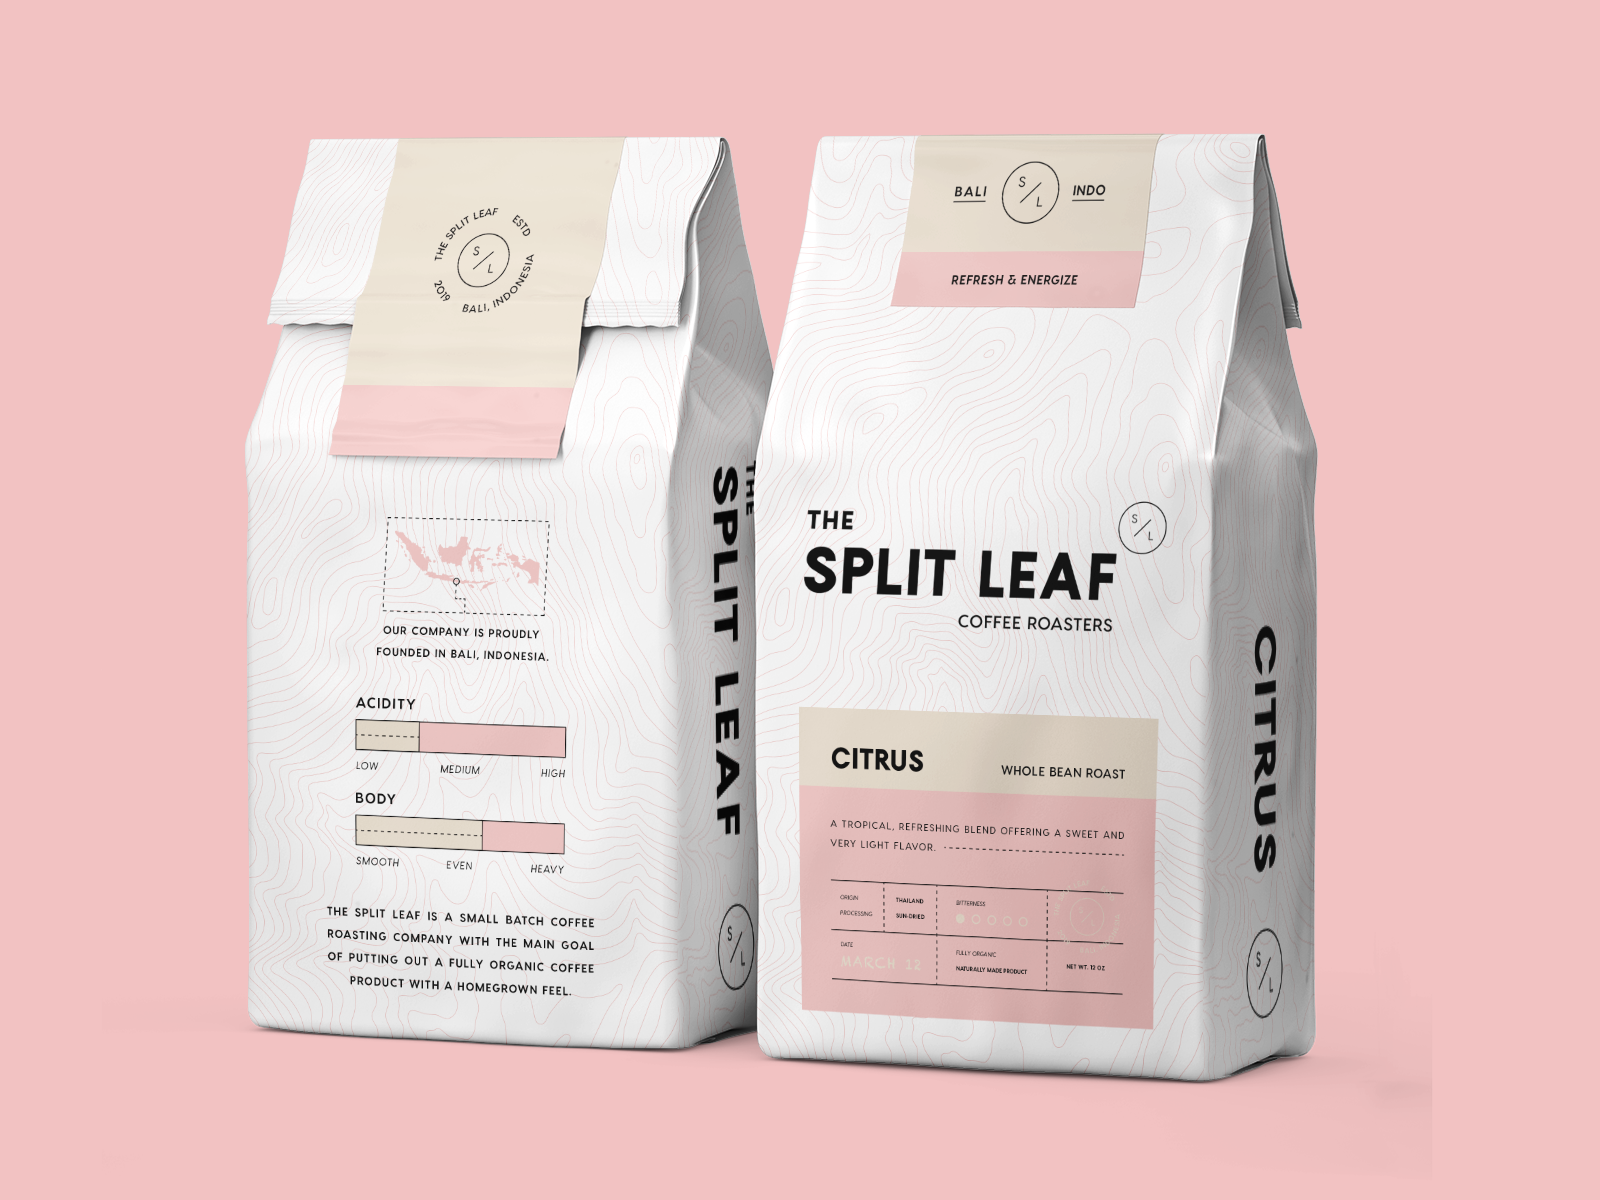 THE SPLIT LEAF
ESTD
S/L
2019
BALI, INDONESIA
OUR COMPANY IS PROUDLY
FOUNDED IN BALI, INDONESIA.
ACIDITY
LOW MEDIUM HIGH
BODY
SMOOTH EVEN HEAVY
THE SPLIT LEAF IS A SMALL BATCH COFFEE
ROASTING COMPANY WITH THE MAIN GOAL
OF PUTTING OUT A FULLY ORGANIC COFFEE
PRODUCT WITH A HOMEGROWN FEEL.
THE
SPLIT LEAF
S/L
BALI S/L INDO
REFRESH & ENERGIZE
THE
SPLIT LEAF
S/L
COFFEE ROASTERS
CITRUS
WHOLE BEAN ROAST
A TROPICAL, REFRESHING BLEND OFFERING A SWEET AND
VERY LIGHT FLAVOR.
ORIGIN THAILAND
PROCESSING SUN-DRIED
BITTERNESS
DATE
MARCH 12
FULLY ORGANIC
NATURALLY MADE PRODUCT
NET WT. 12 OZ
CITRUS
S/L